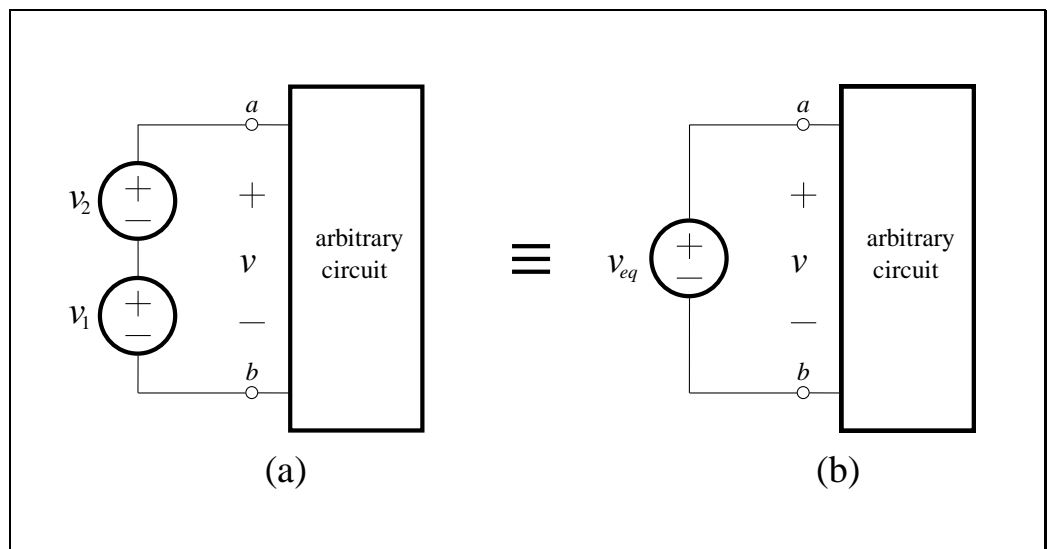 a
v2
+
−
+
v
−
arbitrary
circuit
v1
+
−
b
(a)
≡
a
veq
+
−
+
v
−
arbitrary
circuit
b
(b)